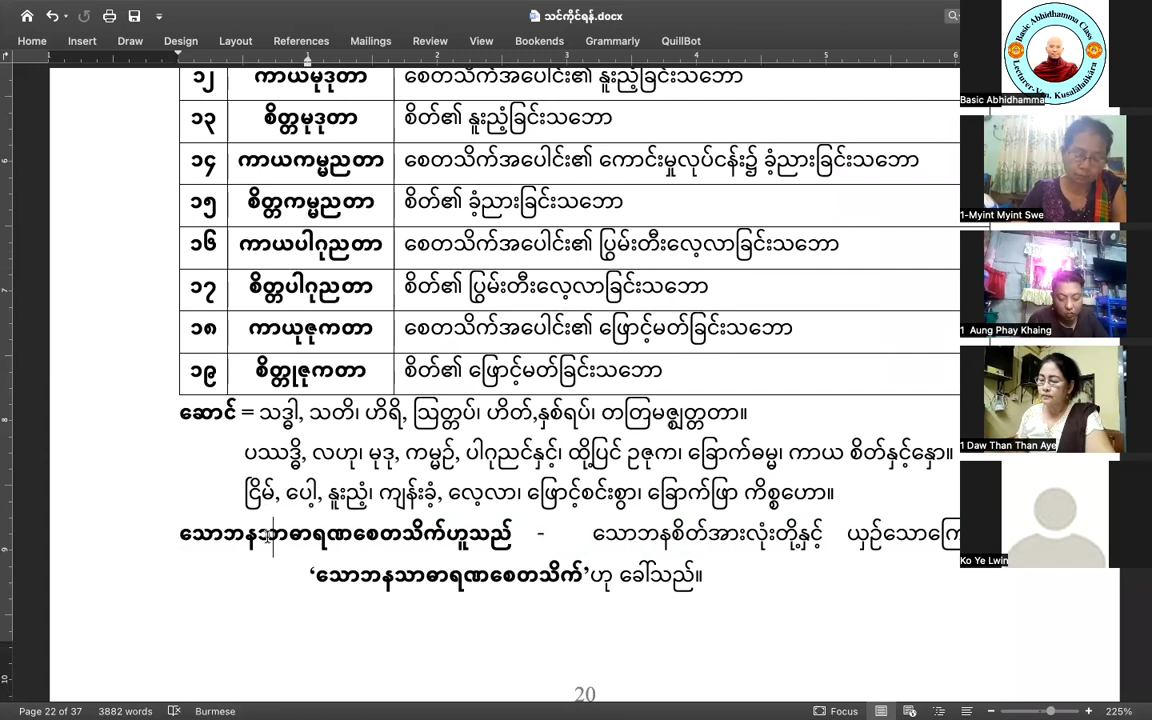 သင်ကိုင်ရန်.docx
Home Insert Draw Design Layout References Mailings Review View Bookends Grammarly QuillBot
၁၂ ကာယမုဒုတာ စေတသိက်အပေါင်း၏ နူးညံ့ခြင်းသဘော
၁၃ စိတ္တမုဒုတာ စိတ်၏ နူးညံ့ခြင်းသဘော
၁၄ ကာယကမ္မညတာ စေတသိက်အပေါင်း၏ ကောင်းမှုလုပ်ငန်း၌ ခံ့ညားခြင်းသဘော
၁၅ စိတ္တကမ္မညတာ စိတ်၏ ခံ့ညားခြင်းသဘော
၁၆ ကာယပါဂုညတာ စေတသိက်အပေါင်း၏ ပြွမ်းတီးလေ့လာခြင်းသဘော
၁၇ စိတ္တပါဂုညတာ စိတ်၏ ပြွမ်းတီးလေ့လာခြင်းသဘော
၁၈ ကာယုဇုကတာ စေတသိက်အပေါင်း၏ ဖြောင့်မတ်ခြင်းသဘော
၁၉ စိတ္တုဇုကတာ စိတ်၏ ဖြောင့်မတ်ခြင်းသဘော
ဆောင် = သဒ္ဓါ, သတိ၊ ဟိရိ, ဩတ္တပ်၊ ဟိတ်,နှစ်ရပ်၊ တတြမဇ္ဈတ္တတာ။
ပဿဒ္ဓိ, လဟု၊ မုဒု, ကမ္မဉ်, ပါဂုညင်နှင့်၊ ထို့ပြင် ဥဇုက၊ ခြောက်ဓမ္မေ၊ ကာယ စိတ်နှင့်နှော။
ငြိမ်, ပေါ့, နူးညံ့၊ ကျန်းခံ့, လေ့လာ၊ ဖြောင့်စင်းစွာ၊ ခြောက်ဖြာ ကိစ္စဟော။
သောဘနသာဓာရဏစေတသိက်ဟူသည် - သောဘနစိတ်အားလုံးတို့နှင့် ယှဉ်သောကြော
‘သောဘနသာဓာရဏစေတသိက်’ဟု ခေါ်သည်။
20
Page 22 of 37 3882 words Burmese Focus 225%
Basic Abhidhamma Class
Lecturer-Ven. Kusalālaṅkāra
Basic Abhidhamma
1-Myint Myint Swe
1 Aung Phay Khaing
1 Daw Than Than Aye
Ko Ye Lwin